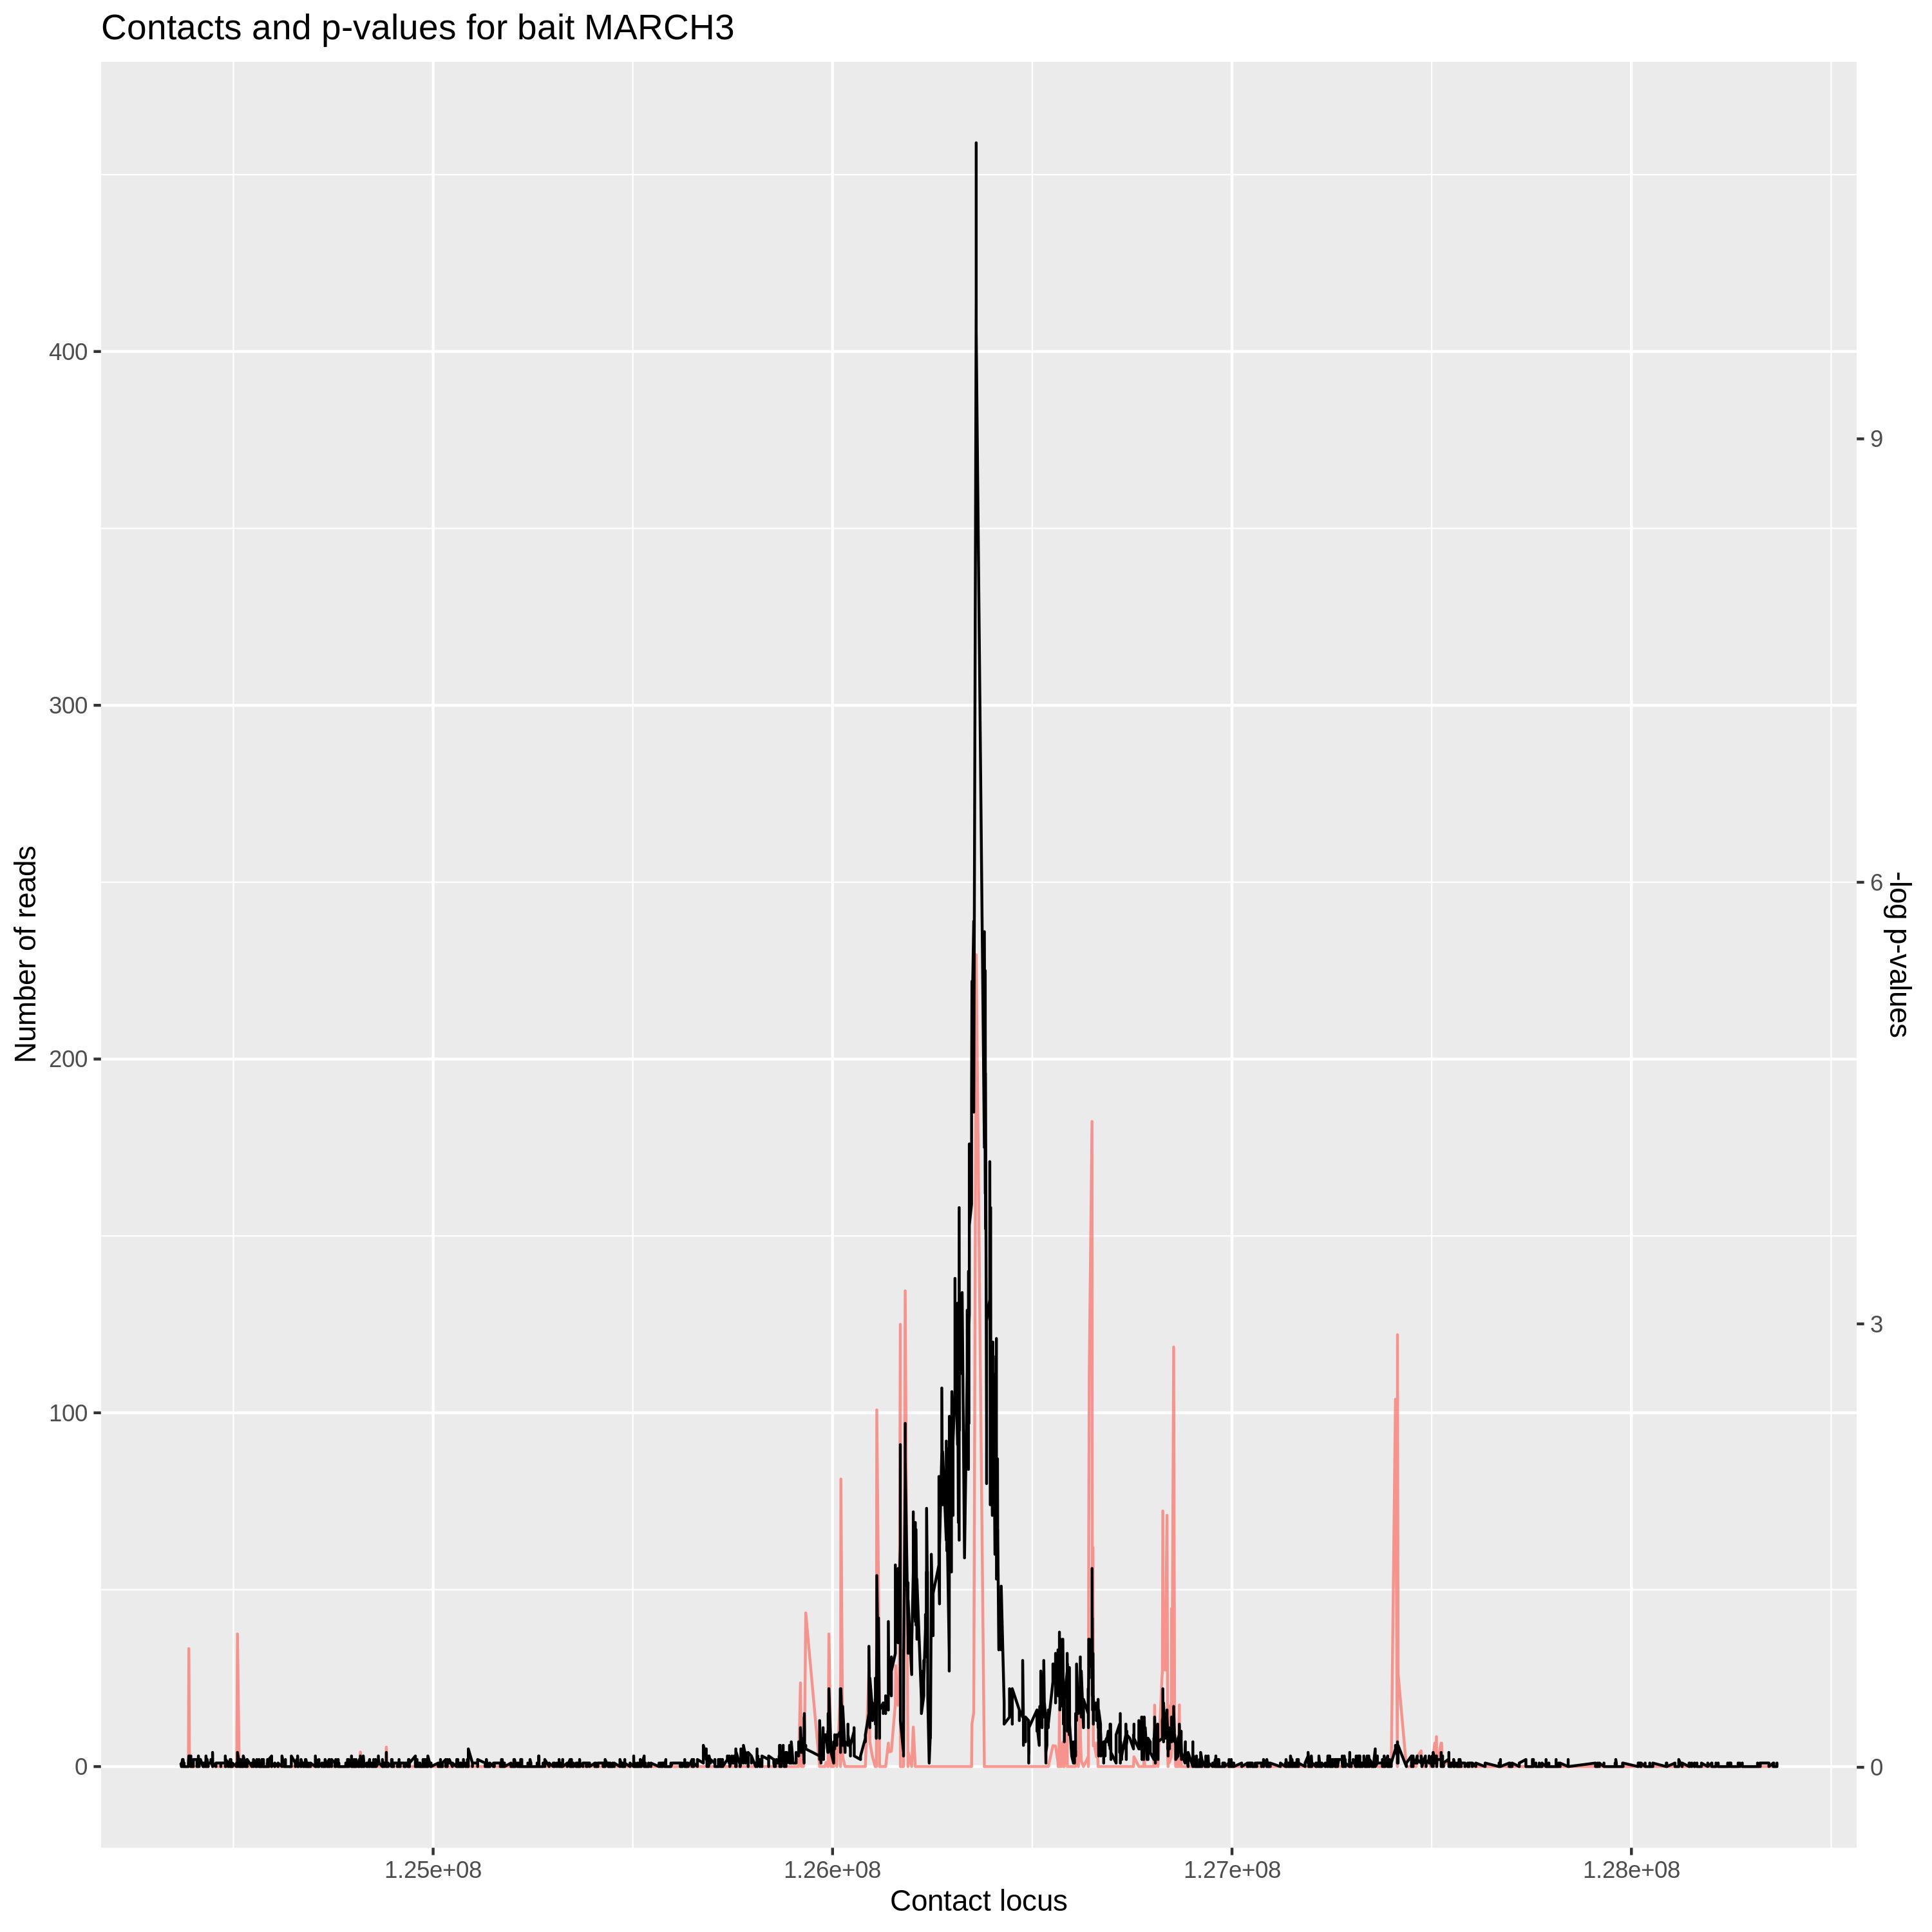 Contacts and p-values for bait MARCH3
Number of reads
400
300
200
100
0
9
6
3
0
-log p-values
1.25e+08 1.26e+08 1.27e+08 1.28e+08
Contact locus